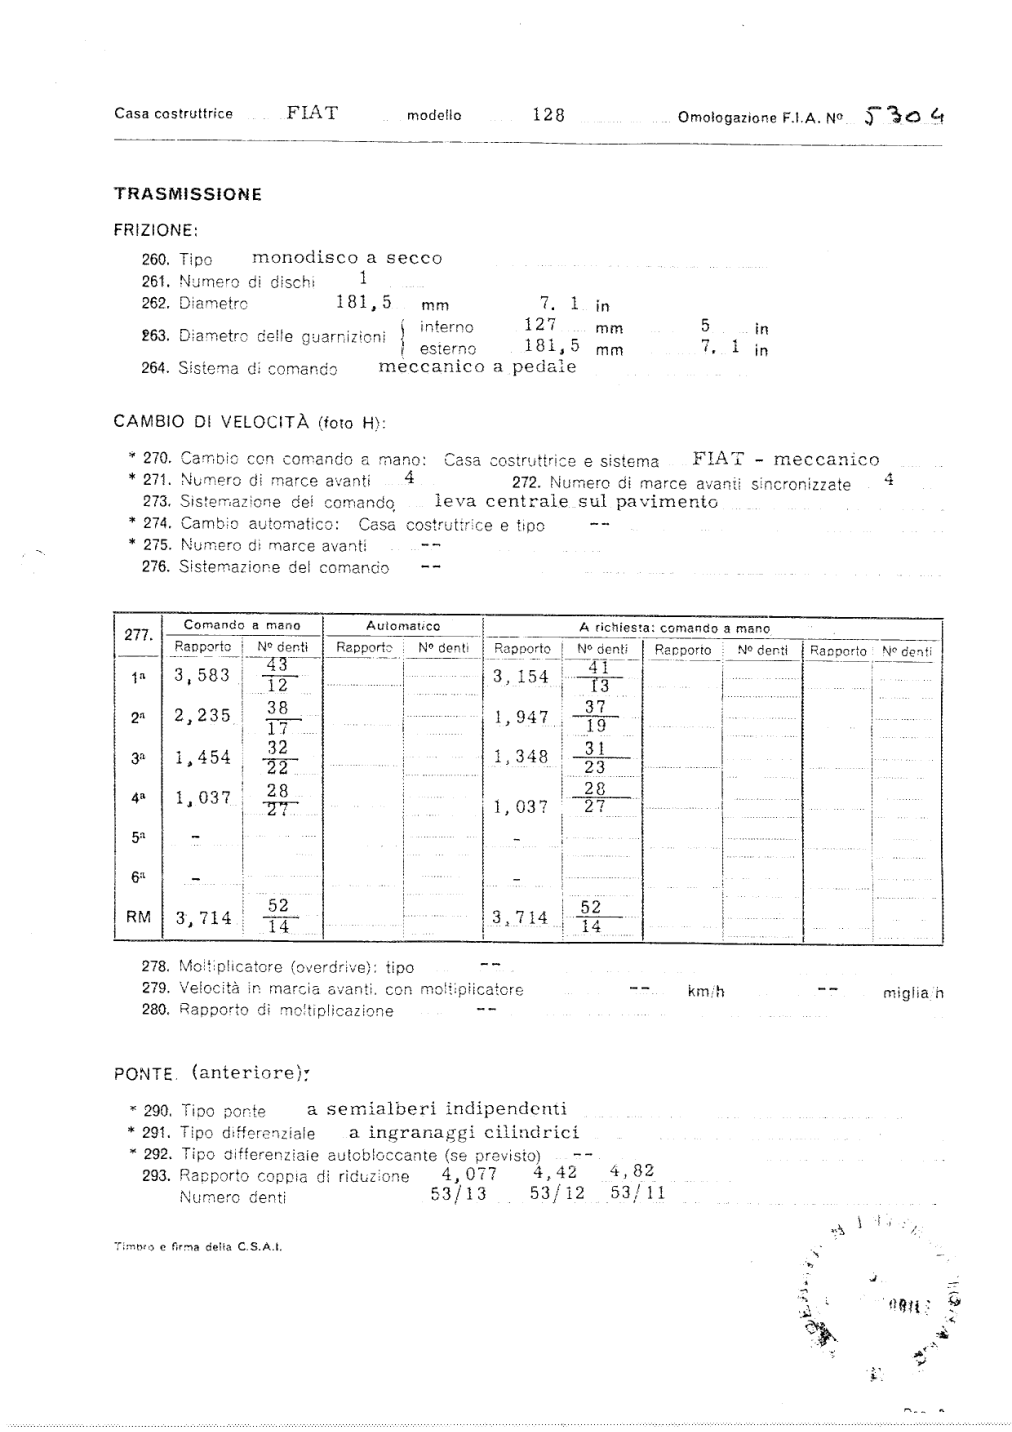 Casa costruttrice FIAT modello 128 Omologazione F.I.A. Nº 5304
TRASMISSIONE
FRIZIONE:
260. Tipo monodisco a secco
261. Numero di dischi 1
262. Diametro 181,5 mm 7. 1 in
263. Diametro delle guarnizioni { interno 127 mm 5 in
esterno 181,5 mm 7. 1 in
264. Sistema di comando meccanico a pedale
CAMBIO DI VELOCITÀ (foto H):
* 270. Cambio con comando a mano: Casa costruttrice e sistema FIAT - meccanico
* 271. Numero di marce avanti 4 272. Numero di marce avanti sincronizzate 4
273. Sistemazione del comando leva centrale sul pavimento
* 274. Cambio automatico: Casa costruttrice e tipo --
* 275. Numero di marce avanti --
276. Sistemazione del comando --
277. Comando a mano Automatico A richiesta: comando a mano
Rapporto Nº denti Rapporto Nº denti Rapporto Nº denti Rapporto Nº denti Rapporto Nº denti
1ª 3,583 43/12 3,154 41/13
2ª 2,235 38/17 1,947 37/19
3ª 1,454 32/22 1,348 31/23
4ª 1,037 28/27 1,037 28/27
5ª - -
6ª - -
RM 3,714 52/14 3,714 52/14
278. Moltiplicatore (overdrive): tipo --
279. Velocità in marcia avanti, con moltiplicatore -- km/h -- miglia/h
280. Rapporto di moltiplicazione --
PONTE (anteriore):
* 290. Tipo ponte a semialberi indipendenti
* 291. Tipo differenziale a ingranaggi cilindrici
* 292. Tipo differenziale autobloccante (se previsto) --
293. Rapporto coppia di riduzione 4,077 4,42 4,82
Numero denti 53/13 53/12 53/11
Timbro e firma della C.S.A.I.